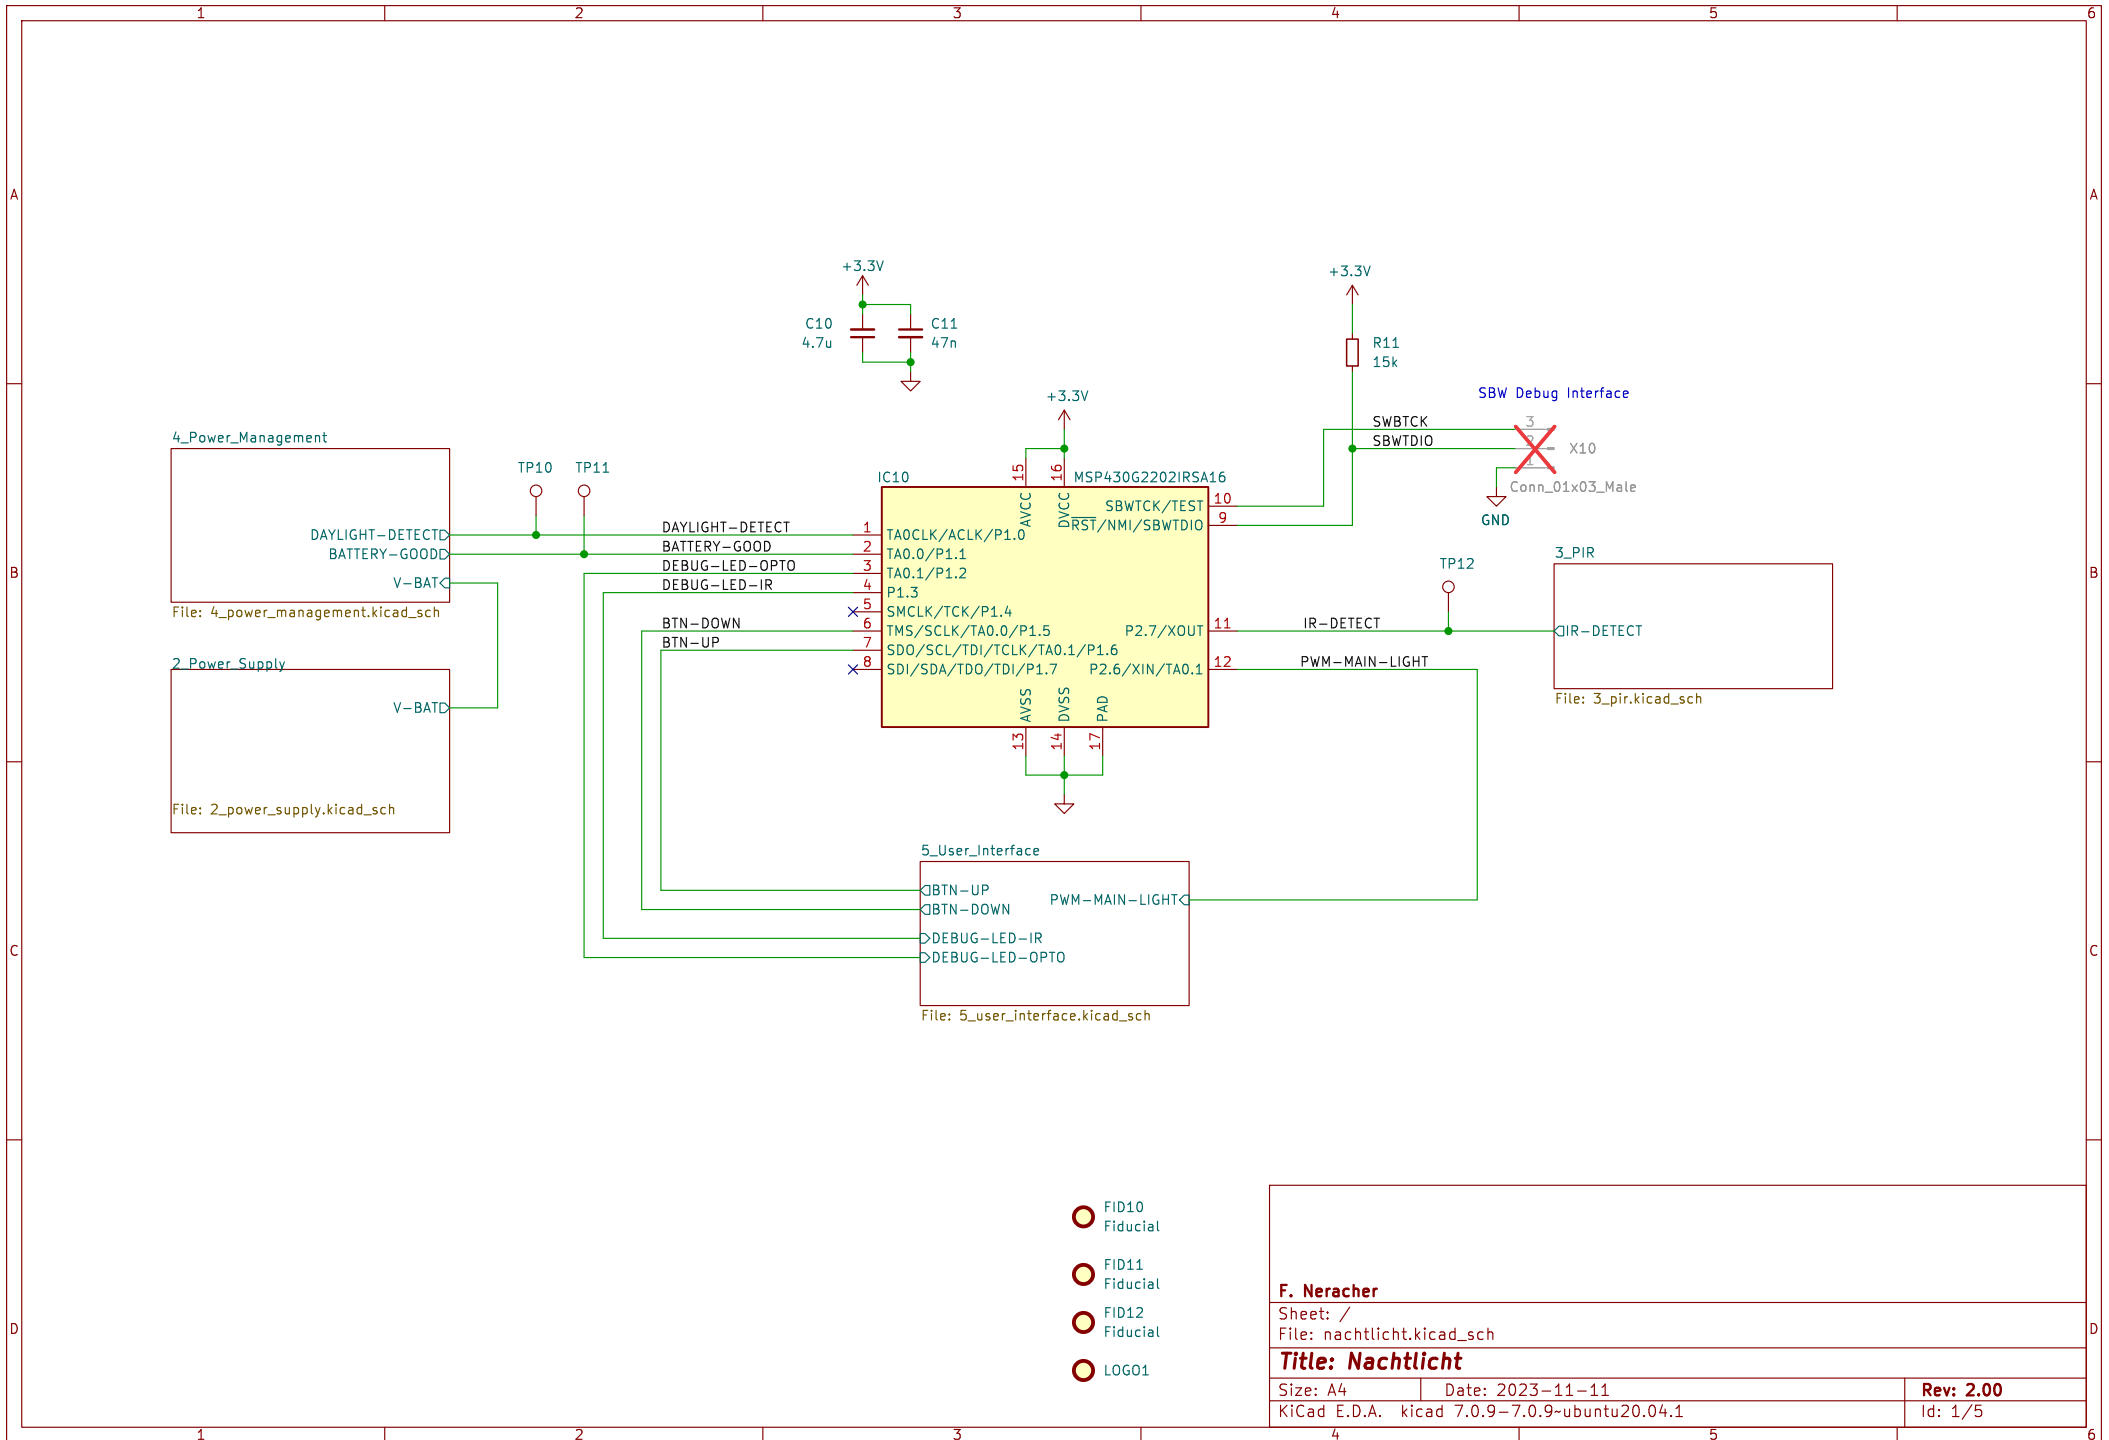 1 2 3 4 5 6
A A
+3.3V
C10
4.7u
C11
47n
+3.3V
R11
15k
SBW Debug Interface
+3.3V
SWBTCK
SBWTDIO
3
2
1
X10
Conn_01x03_Male
GND
4_Power_Management
DAYLIGHT-DETECT
BATTERY-GOOD
V-BAT
File: 4_power_management.kicad_sch
TP10
TP11
2_Power_Supply
V-BAT
File: 2_power_supply.kicad_sch
DAYLIGHT-DETECT
BATTERY-GOOD
DEBUG-LED-OPTO
DEBUG-LED-IR
BTN-DOWN
BTN-UP
IC10
MSP430G2202IRSA16
15
AVCC
16
DVCC
1 TA0CLK/ACLK/P1.0
2 TA0.0/P1.1
3 TA0.1/P1.2
4 P1.3
5 SMCLK/TCK/P1.4
6 TMS/SCLK/TA0.0/P1.5
7 SDO/SCL/TDI/TCLK/TA0.1/P1.6
8 SDI/SDA/TDO/TDI/P1.7
SBWTCK/TEST 10
RST/NMI/SBWTDIO 9
P2.7/XOUT 11
P2.6/XIN/TA0.1 12
AVSS
13
DVSS
14
PAD
17
IR-DETECT
PWM-MAIN-LIGHT
TP12
3_PIR
IR-DETECT
File: 3_pir.kicad_sch
B B
5_User_Interface
BTN-UP
BTN-DOWN
DEBUG-LED-IR
DEBUG-LED-OPTO
PWM-MAIN-LIGHT
File: 5_user_interface.kicad_sch
C C
FID10
Fiducial
FID11
Fiducial
FID12
Fiducial
LOGO1
F. Neracher
Sheet: /
File: nachtlicht.kicad_sch
Title: Nachtlicht
Size: A4 Date: 2023-11-11 Rev: 2.00
KiCad E.D.A. kicad 7.0.9-7.0.9~ubuntu20.04.1 Id: 1/5
D D
1 2 3 4 5 6